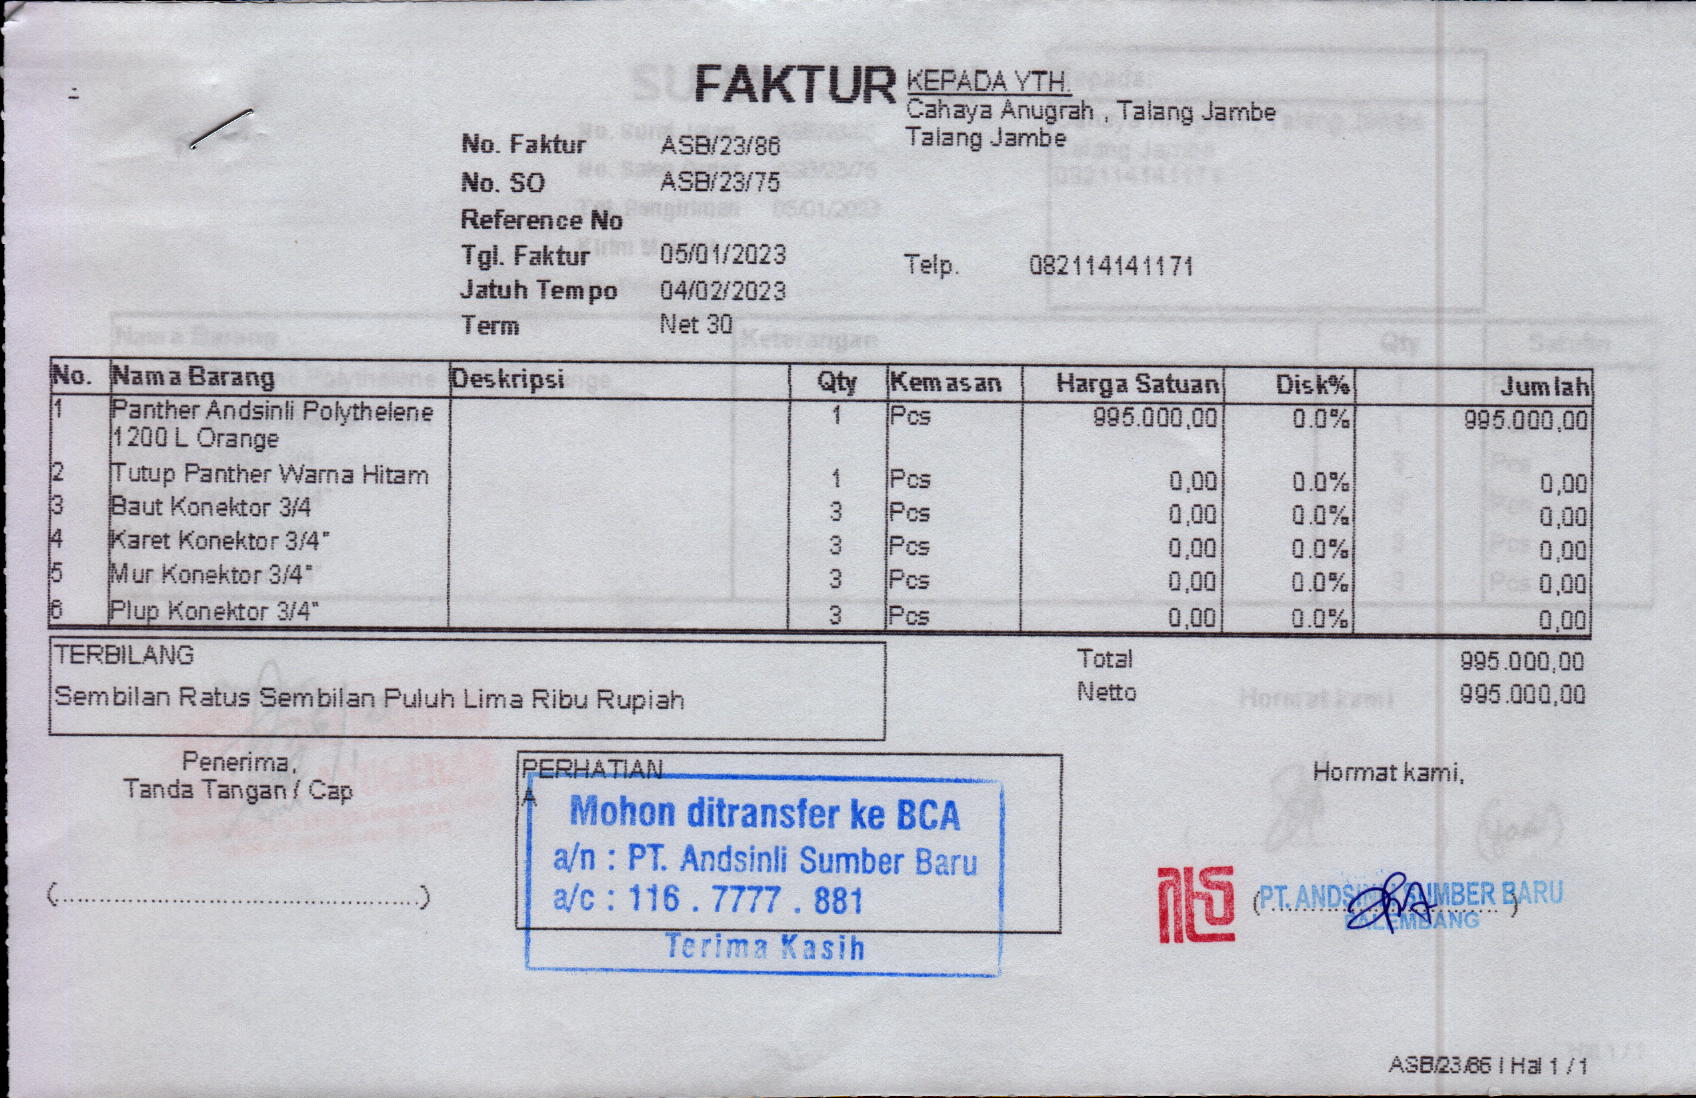 FAKTUR
KEPADA YTH.
Cahaya Anugrah , Talang Jambe
Talang Jambe
No. Faktur ASB/23/86
No. SO ASB/23/75
Reference No
Tgl. Faktur 05/01/2023
Telp. 082114141171
Jatuh Tempo 04/02/2023
Term Net 30
No. Nama Barang Deskripsi Qty Kemasan Harga Satuan Disk% Jumlah
1 Panther Andsinli Polythelene 1 Pcs 995.000,00 0.0% 995.000,00
1200 L Orange
2 Tutup Panther Warna Hitam 1 Pcs 0,00 0.0% 0,00
3 Baut Konektor 3/4 3 Pcs 0,00 0.0% 0,00
4 Karet Konektor 3/4" 3 Pcs 0,00 0.0% 0,00
5 Mur Konektor 3/4" 3 Pcs 0,00 0.0% 0,00
6 Plup Konektor 3/4" 3 Pcs 0,00 0.0% 0,00
TERBILANG
Sembilan Ratus Sembilan Puluh Lima Ribu Rupiah
Total 995.000,00
Netto 995.000,00
Penerima,
Tanda Tangan / Cap
(..........................................................)
PERHATIAN
A
Mohon ditransfer ke BCA
a/n : PT. Andsinli Sumber Baru
a/c : 116 . 7777 . 881
Terima Kasih
Hormat kami,
PT. ANDSINLI SUMBER BARU
PALEMBANG
ASB/23/86 | Hal 1 / 1